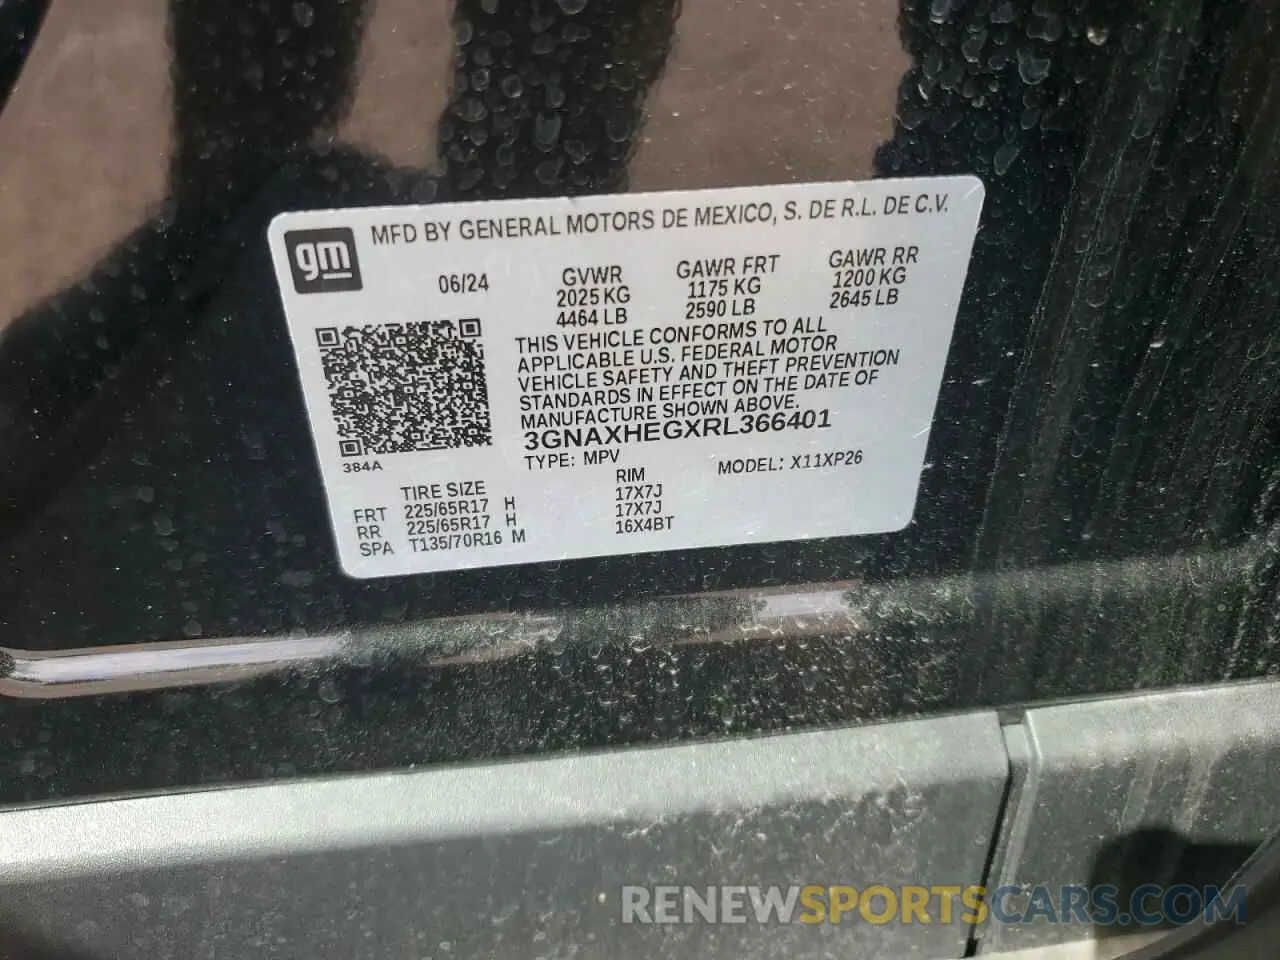 gm
MFD BY GENERAL MOTORS DE MEXICO, S. DE R.L. DE C.V.
06/24 GVWR GAWR FRT GAWR RR
2025 KG 1175 KG 1200 KG
4464 LB 2590 LB 2645 LB
THIS VEHICLE CONFORMS TO ALL
APPLICABLE U.S. FEDERAL MOTOR
VEHICLE SAFETY AND THEFT PREVENTION
STANDARDS IN EFFECT ON THE DATE OF
MANUFACTURE SHOWN ABOVE.
3GNAXHEGXRL366401
384A
TYPE: MPV MODEL: X11XP26
TIRE SIZE RIM
FRT 225/65R17 H 17X7J
RR 225/65R17 H 17X7J
SPA T135/70R16 M 16X4BT
RENEWSPORTSCARS.COM